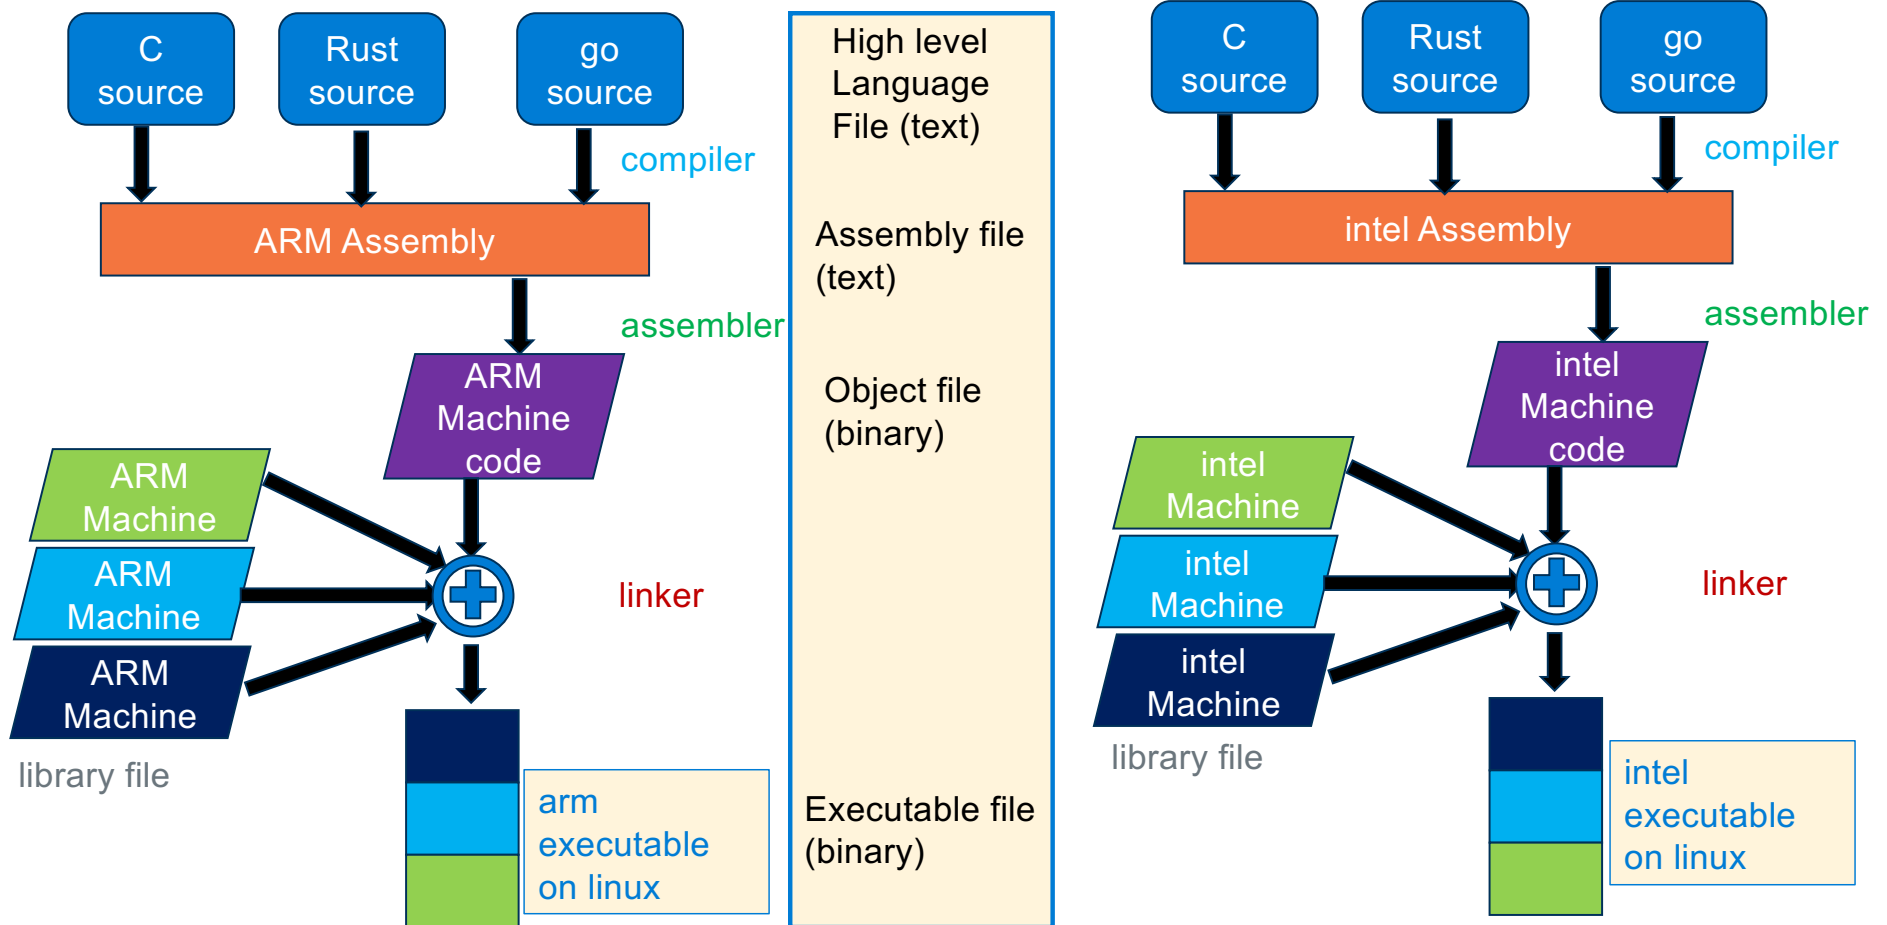 C
source
Rust
source
go
source
compiler
ARM Assembly
assembler
ARM
Machine
code
ARM
Machine
ARM
Machine
ARM
Machine
library file
linker
arm
executable
on linux
High level
Language
File (text)
Assembly file
(text)
Object file
(binary)
Executable file
(binary)
C
source
Rust
source
go
source
compiler
intel Assembly
assembler
intel
Machine
code
intel
Machine
intel
Machine
intel
Machine
library file
linker
intel
executable
on linux